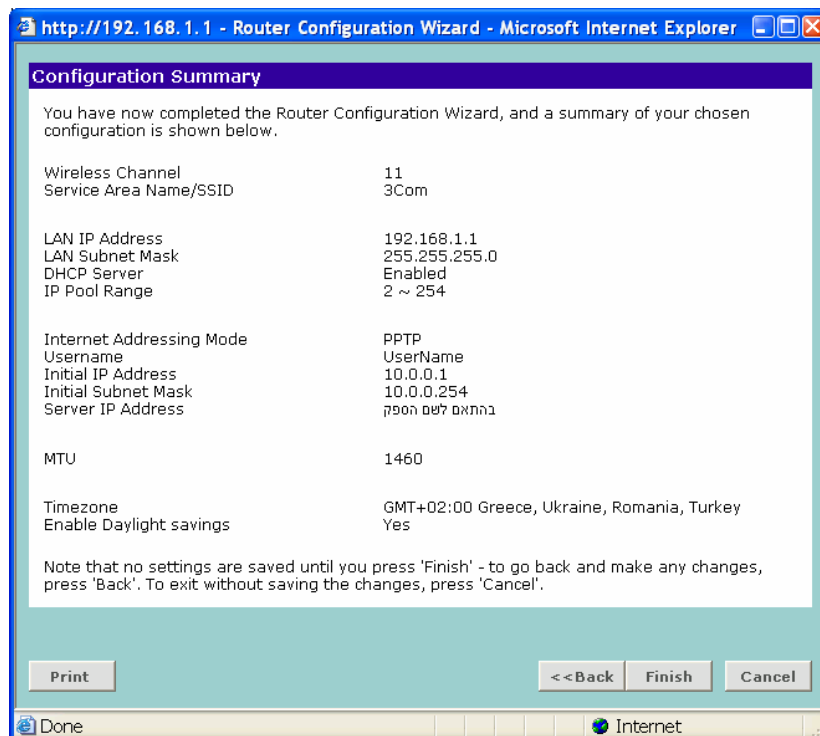 http://192.168.1.1 - Router Configuration Wizard - Microsoft Internet Explorer
Configuration Summary
You have now completed the Router Configuration Wizard, and a summary of your chosen
configuration is shown below.
Wireless Channel 11
Service Area Name/SSID 3Com
LAN IP Address 192.168.1.1
LAN Subnet Mask 255.255.255.0
DHCP Server Enabled
IP Pool Range 2 ~ 254
Internet Addressing Mode PPTP
Username UserName
Initial IP Address 10.0.0.1
Initial Subnet Mask 10.0.0.254
Server IP Address בהתאם לשם הספק
MTU 1460
Timezone GMT+02:00 Greece, Ukraine, Romania, Turkey
Enable Daylight savings Yes
Note that no settings are saved until you press 'Finish' - to go back and make any changes,
press 'Back'. To exit without saving the changes, press 'Cancel'.
Print <<Back Finish Cancel
Done Internet